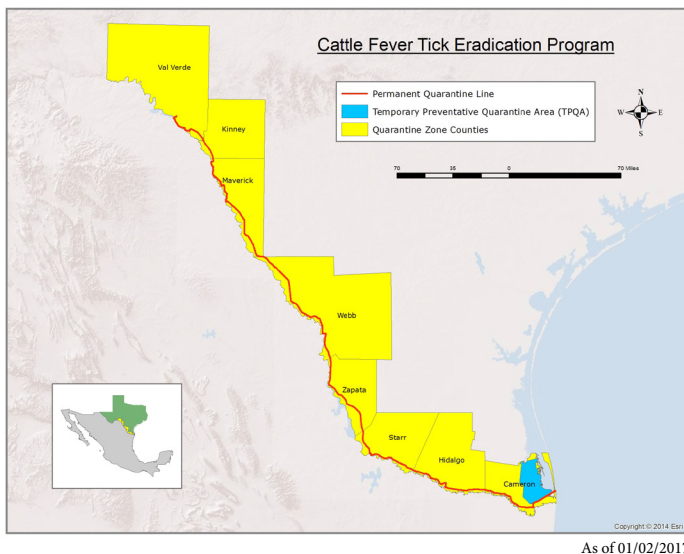 Cattle Fever Tick Eradication Program
Permanent Quarantine Line
Temporary Preventative Quarantine Area (TPQA)
Quarantine Zone Counties
N
W E
S
70 35 0 70 Miles
Val Verde
Kinney
Maverick
Webb
Zapata
Starr
Hidalgo
Cameron
Copyright © 2014 Esri
As of 01/02/2017